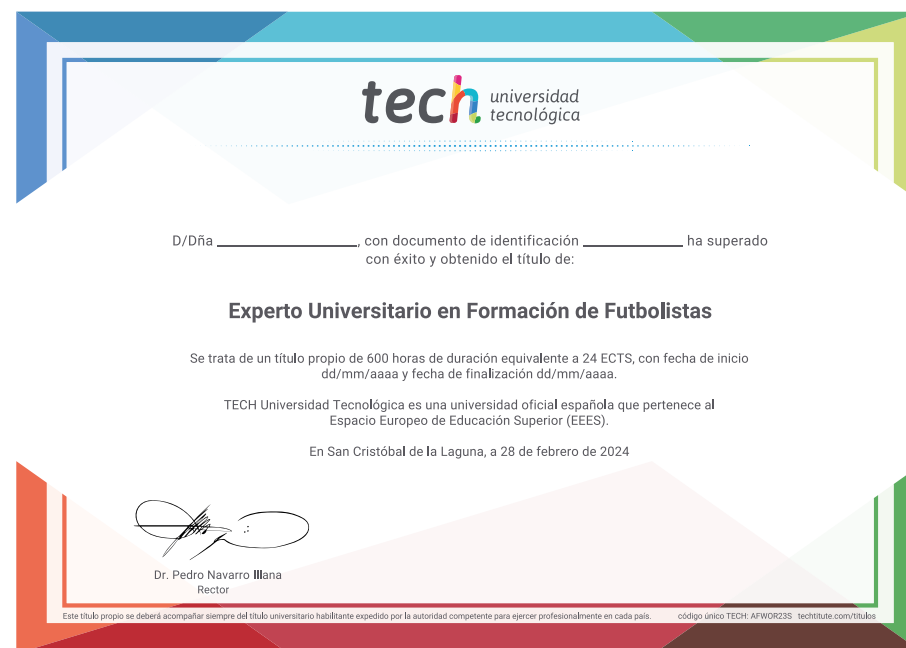 tech universidad
tecnológica
D/Dña ____________________, con documento de identificación ______________ ha superado
con éxito y obtenido el título de:
Experto Universitario en Formación de Futbolistas
Se trata de un título propio de 600 horas de duración equivalente a 24 ECTS, con fecha de inicio
dd/mm/aaaa y fecha de finalización dd/mm/aaaa.
TECH Universidad Tecnológica es una universidad oficial española que pertenece al
Espacio Europeo de Educación Superior (EEES).
En San Cristóbal de la Laguna, a 28 de febrero de 2024
Dr. Pedro Navarro Illana
Rector
Este título propio se deberá acompañar siempre del título universitario habilitante expedido por la autoridad competente para ejercer profesionalmente en cada país. código único TECH: AFWOR23S techtitute.com/titulos